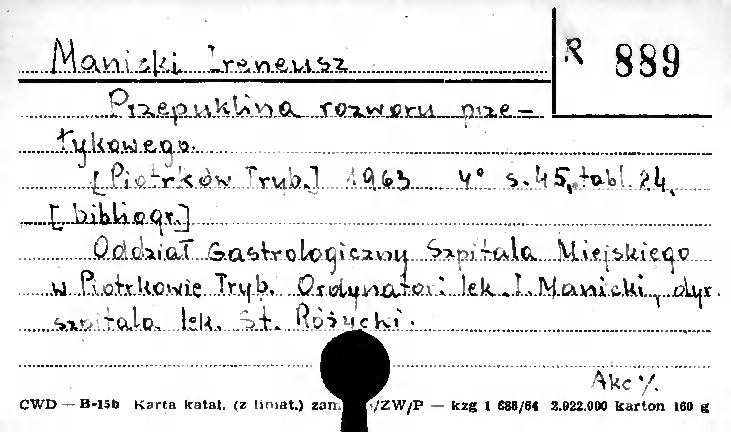 Manicki Ireneusz
R 889
Przepuklina rozworu prze-
łykowego.
[Piotrków Tryb.] 1963 4° s. 45, tabl. 24,
[bibliogr.]
Oddział Gastrologiczny Szpitala Miejskiego
w Piotrkowie Tryb. Ordynator: lek. I. Manicki, dyr.
szpitala lek. St. Różycki.
Akc %
CWD — B-15b Karta katal. (z liniat.) zam. /ZW/P — kzg 1 688/64 2.922.000 karton 160 g